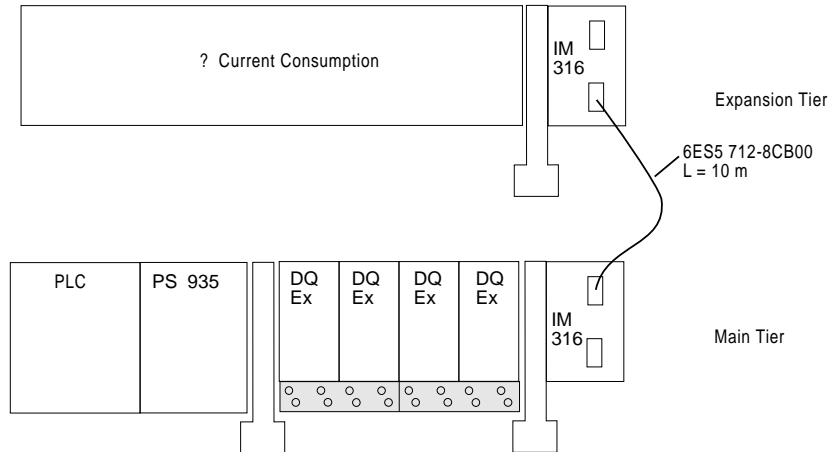 ? Current Consumption
IM
316
Expansion Tier
6ES5 712-8CB00
L = 10 m
PLC
PS 935
DQ
Ex
DQ
Ex
DQ
Ex
DQ
Ex
IM
316
Main Tier